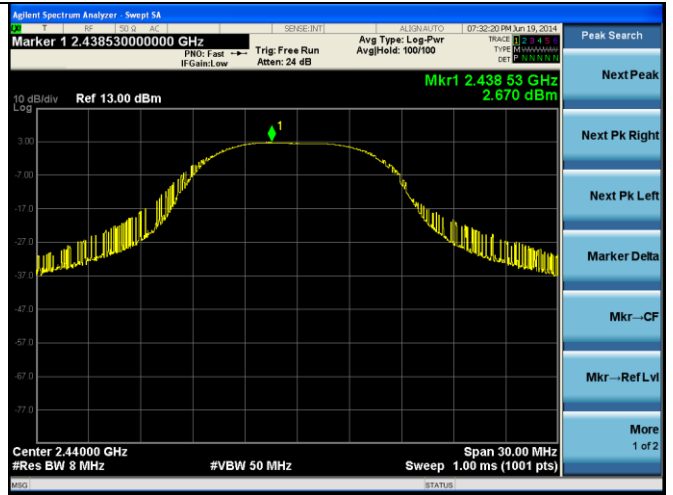 Agilent Spectrum Analyzer - Swept SA
T RF 50 Ω AC SENSE:INT ALIGNAUTO 07:32:20 PM Jun 19, 2014
Marker 1 2.438530000000 GHz
PNO: Fast
IFGain:Low
Trig: Free Run
Atten: 24 dB
Avg Type: Log-Pwr
Avg|Hold: 100/100
TRACE 1 2 3 4 5 6
TYPE M
DET P N N N N N
Peak Search
Mkr1 2.438 53 GHz
2.670 dBm
10 dB/div Ref 13.00 dBm
Log
1
3.00
-7.00
-17.0
-27.0
-37.0
-47.0
-57.0
-67.0
-77.0
Center 2.44000 GHz Span 30.00 MHz
#Res BW 8 MHz #VBW 50 MHz Sweep 1.00 ms (1001 pts)
MSG STATUS
Next Peak
Next Pk Right
Next Pk Left
Marker Delta
Mkr→CF
Mkr→Ref Lvl
More
1 of 2